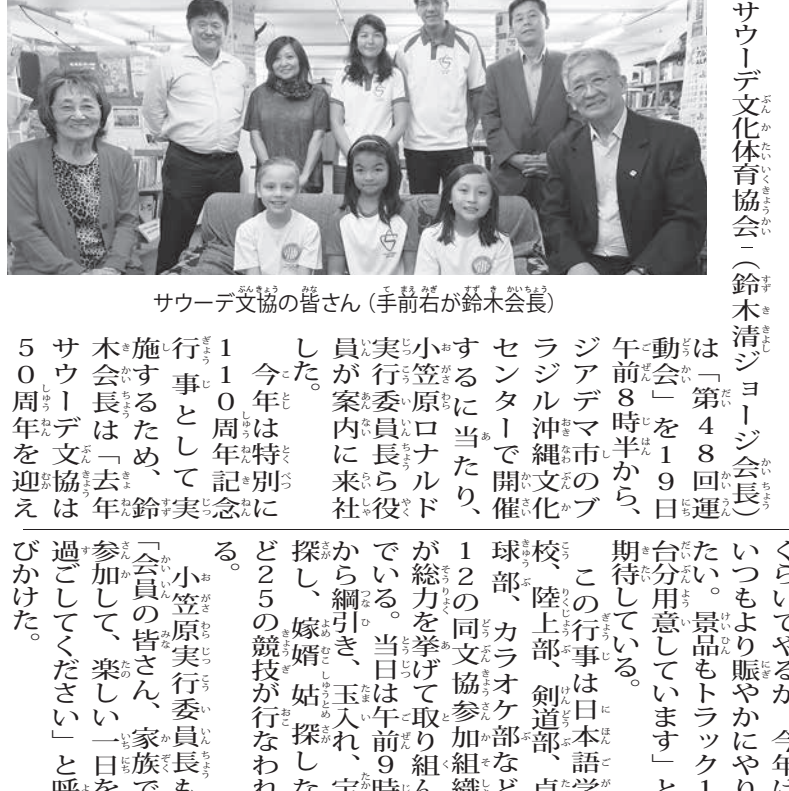 サウーデ文化体育協会（鈴木清ジョージ会長）
は「第48回運
動会」を19日
午前8時半から、
ジアデマ市のブ
ラジル沖縄文化
センターで開催
するに当たり、
小笠原ロナルド
実行委員長ら役
員が案内に来社
した。
今年は特別に
110周年記念
行事として実
施するため、鈴
木会長は「去年
サウーデ文協は
50周年を迎え
くらいでやるが、今年は
いつもより賑やかにやり
たい。景品もトラック1
台分用意しています」と
期待している。
この行事は日本語学
校、陸上部、剣道部、卓
球部、カラオケ部など
12の同文協参加組織
が総力を挙げて取り組ん
でいる。当日は午前9時
から綱引き、玉入れ、宝
探し、嫁婿姑探しな
ど25の競技が行なわれ
る。
小笠原実行委員長も
「会員の皆さん、家族で
参加して、楽しい一日を
過ごしてください」と呼
びかけた。
サウーデ文協の皆さん（手前右が鈴木会長）